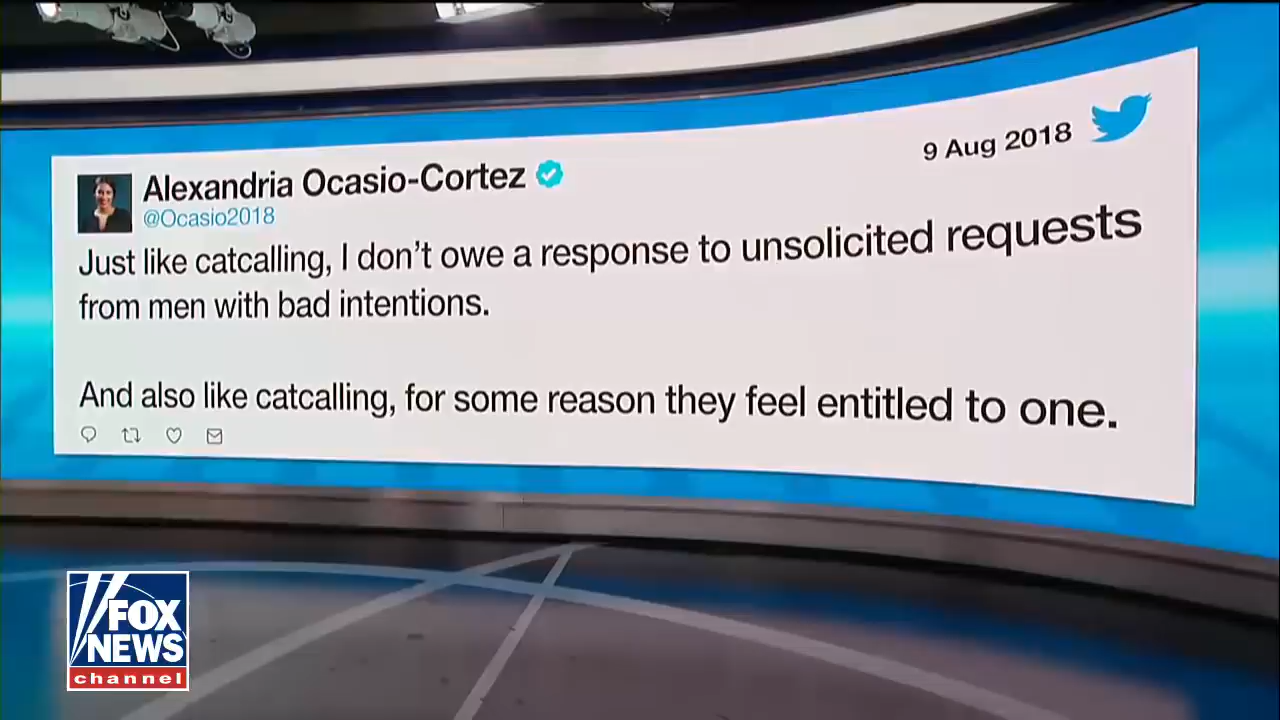 9 Aug 2018
Alexandria Ocasio-Cortez
@Ocasio2018
Just like catcalling, I don't owe a response to unsolicited requests
from men with bad intentions.
And also like catcalling, for some reason they feel entitled to one.
FOX
NEWS
channel